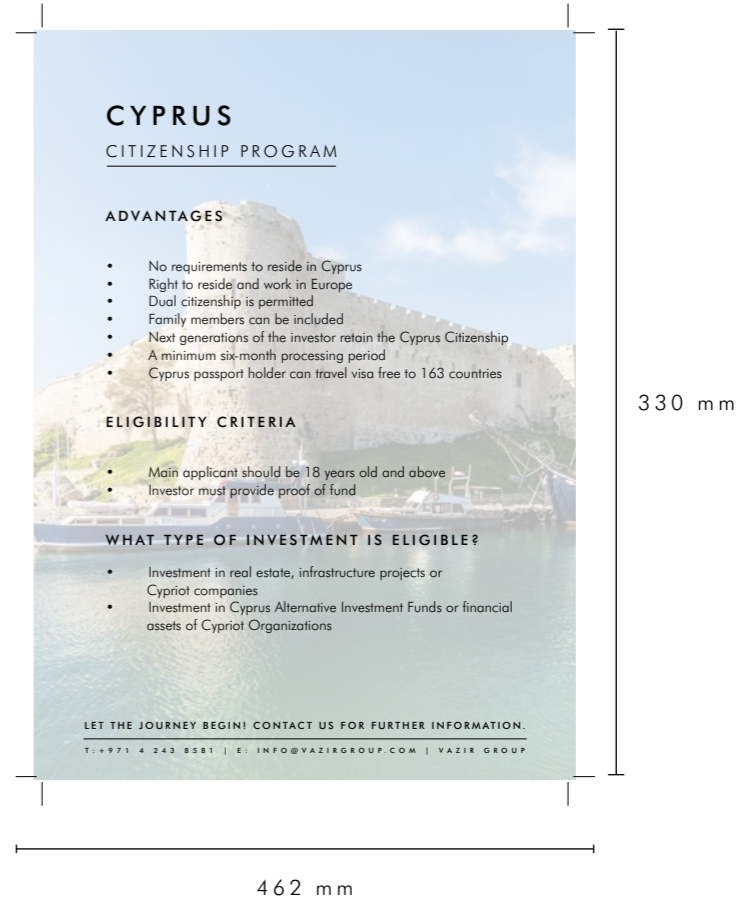 CYPRUS
CITIZENSHIP PROGRAM
ADVANTAGES
• No requirements to reside in Cyprus
• Right to reside and work in Europe
• Dual citizenship is permitted
• Family members can be included
• Next generations of the investor retain the Cyprus Citizenship
• A minimum six-month processing period
• Cyprus passport holder can travel visa free to 163 countries
ELIGIBILITY CRITERIA
• Main applicant should be 18 years old and above
• Investor must provide proof of fund
WHAT TYPE OF INVESTMENT IS ELIGIBLE?
• Investment in real estate, infrastructure projects or
Cypriot companies
• Investment in Cyprus Alternative Investment Funds or financial
assets of Cypriot Organizations
LET THE JOURNEY BEGIN! CONTACT US FOR FURTHER INFORMATION.
T:+971 4 243 8581 | E: INFO@VAZIRGROUP.COM | VAZIR GROUP
330 mm
462 mm